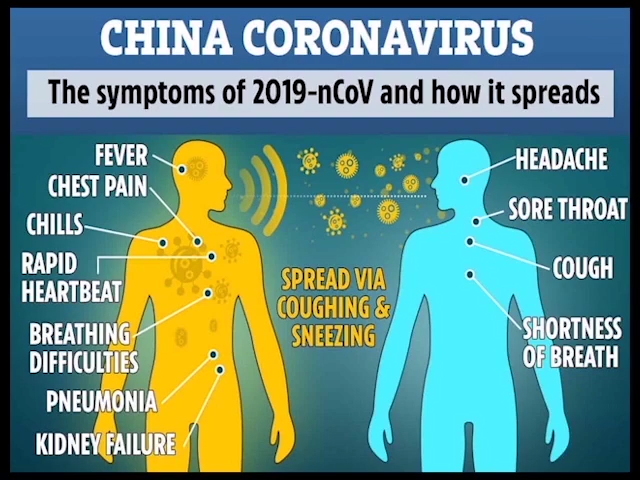 CHINA CORONAVIRUS
The symptoms of 2019-nCoV and how it spreads
FEVER
CHEST PAIN
CHILLS
RAPID
HEARTBEAT
BREATHING
DIFFICULTIES
PNEUMONIA
KIDNEY FAILURE
SPREAD VIA
COUGHING &
SNEEZING
HEADACHE
SORE THROAT
COUGH
SHORTNESS
OF BREATH